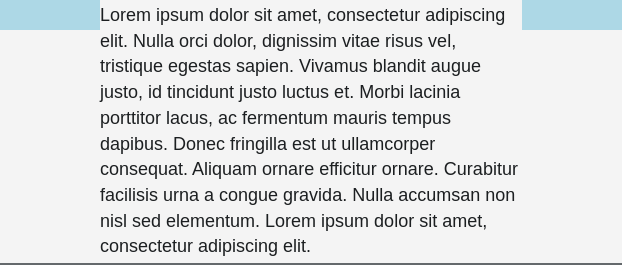 Lorem ipsum dolor sit amet, consectetur adipiscing
elit. Nulla orci dolor, dignissim vitae risus vel,
tristique egestas sapien. Vivamus blandit augue
justo, id tincidunt justo luctus et. Morbi lacinia
porttitor lacus, ac fermentum mauris tempus
dapibus. Donec fringilla est ut ullamcorper
consequat. Aliquam ornare efficitur ornare. Curabitur
facilisis urna a congue gravida. Nulla accumsan non
nisl sed elementum. Lorem ipsum dolor sit amet,
consectetur adipiscing elit.